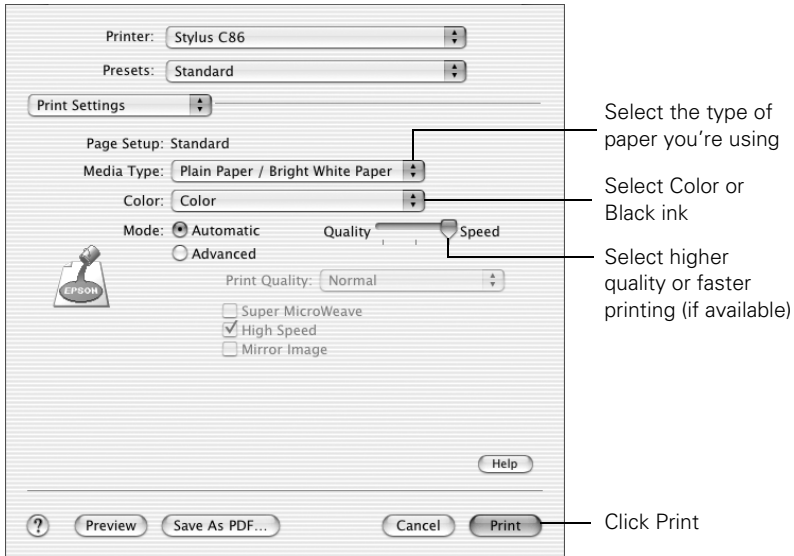 Printer: Stylus C86
Presets: Standard
Print Settings
Page Setup: Standard
Media Type: Plain Paper / Bright White Paper
Color: Color
Mode: Automatic Quality Speed
Advanced
Print Quality: Normal
Super MicroWeave
High Speed
Mirror Image
EPSON
Help
? Preview Save As PDF... Cancel Print
Select the type of
paper you're using
Select Color or
Black ink
Select higher
quality or faster
printing (if available)
Click Print